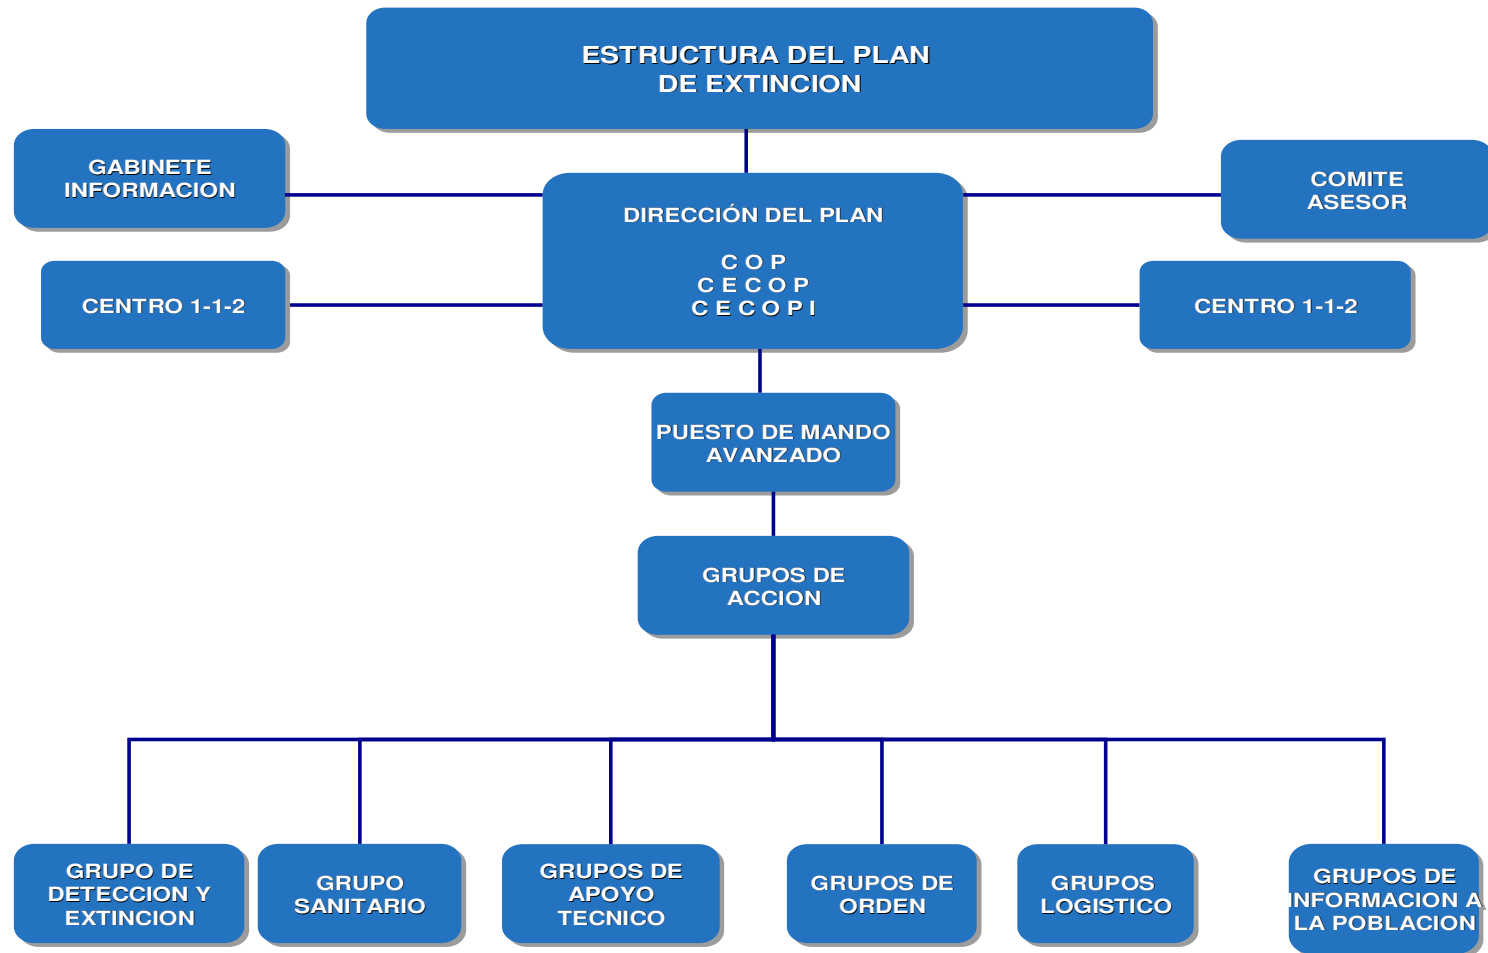 ESTRUCTURA DEL PLAN
DE EXTINCION
GABINETE
INFORMACION
COMITE
ASESOR
DIRECCIÓN DEL PLAN
C O P
C E C O P
C E C O P I
CENTRO 1-1-2
CENTRO 1-1-2
PUESTO DE MANDO
AVANZADO
GRUPOS DE
ACCION
GRUPO DE
DETECCION Y
EXTINCION
GRUPO
SANITARIO
GRUPOS DE
APOYO
TECNICO
GRUPOS DE
ORDEN
GRUPOS
LOGISTICO
GRUPOS DE
INFORMACION A
LA POBLACION